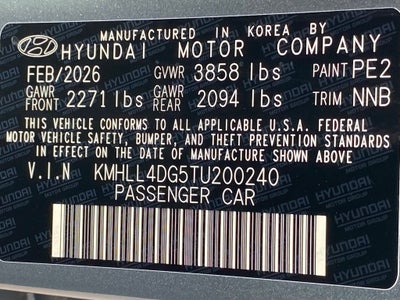 MANUFACTURED IN KOREA BY
HYUNDAI MOTOR COMPANY
FEB/2026 GVWR 3858 lbs PAINT PE2
GAWR FRONT 2271 lbs GAWR REAR 2094 lbs TRIM NNB
THIS VEHICLE CONFORMS TO ALL APPLICABLE U.S.A. FEDERAL
MOTOR VEHICLE SAFETY, BUMPER, AND THEFT PREVENTION STANDARDS
IN EFFECT ON THE DATE OF MANUFACTURE SHOWN ABOVE
V.I.N KMHLL4DG5TU200240
PASSENGER CAR